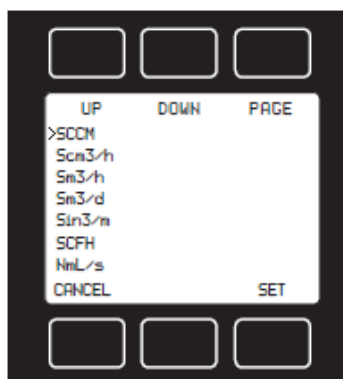 UP DOWN PAGE
>SCCM
Scm3/h
Sm3/h
Sm3/d
Sin3/m
SCFH
NmL/s
CANCEL SET